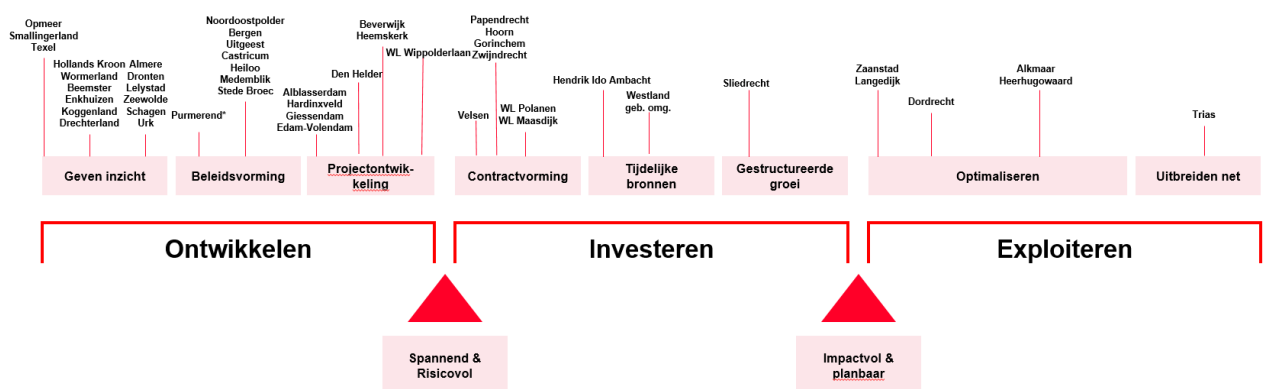 Opmeer
Smallingerland
Texel
Hollands Kroon
Wormerland
Beemster
Enkhuizen
Koggenland
Drechterland
Almere
Dronten
Lelystad
Zeewolde
Schagen
Urk
Purmerend*
Noordoostpolder
Bergen
Uitgeest
Castricum
Heiloo
Medemblik
Stede Broec
Alblasserdam
Hardinxveld
Giessendam
Edam-Volendam
Den Helder
Beverwijk
Heemskerk
WL Wippolderlaan
Velsen
Papendrecht
Hoorn
Gorinchem
Zwijndrecht
WL Polanen
WL Maasdijk
Hendrik Ido Ambacht
Westland
geb. omg.
Sliedrecht
Zaanstad
Langedijk
Dordrecht
Alkmaar
Heerhugowaard
Trias
Geven inzicht
Beleidsvorming
Projectontwik-
keling
Contractvorming
Tijdelijke
bronnen
Gestructureerde
groei
Optimaliseren
Uitbreiden net
Ontwikkelen
Investeren
Exploiteren
Spannend &
Risicovol
Impactvol &
planbaar